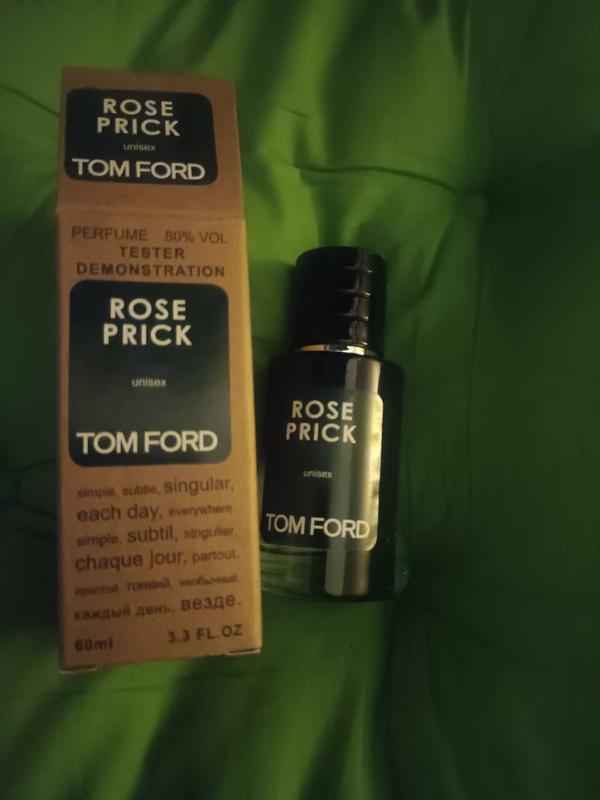 ROSE
PRICK
unisex
TOM FORD
PERFUME 80% VOL
TESTER
DEMONSTRATION
ROSE
PRICK
unisex
TOM FORD
simple, subtle, singular,
each day, everywhere.
simple, subtil, singulier,
chaque jour, partout.
простой, тонкий, необычный,
каждый день, везде.
60ml 3.3 FL.OZ
ROSE
PRICK
unisex
TOM FORD